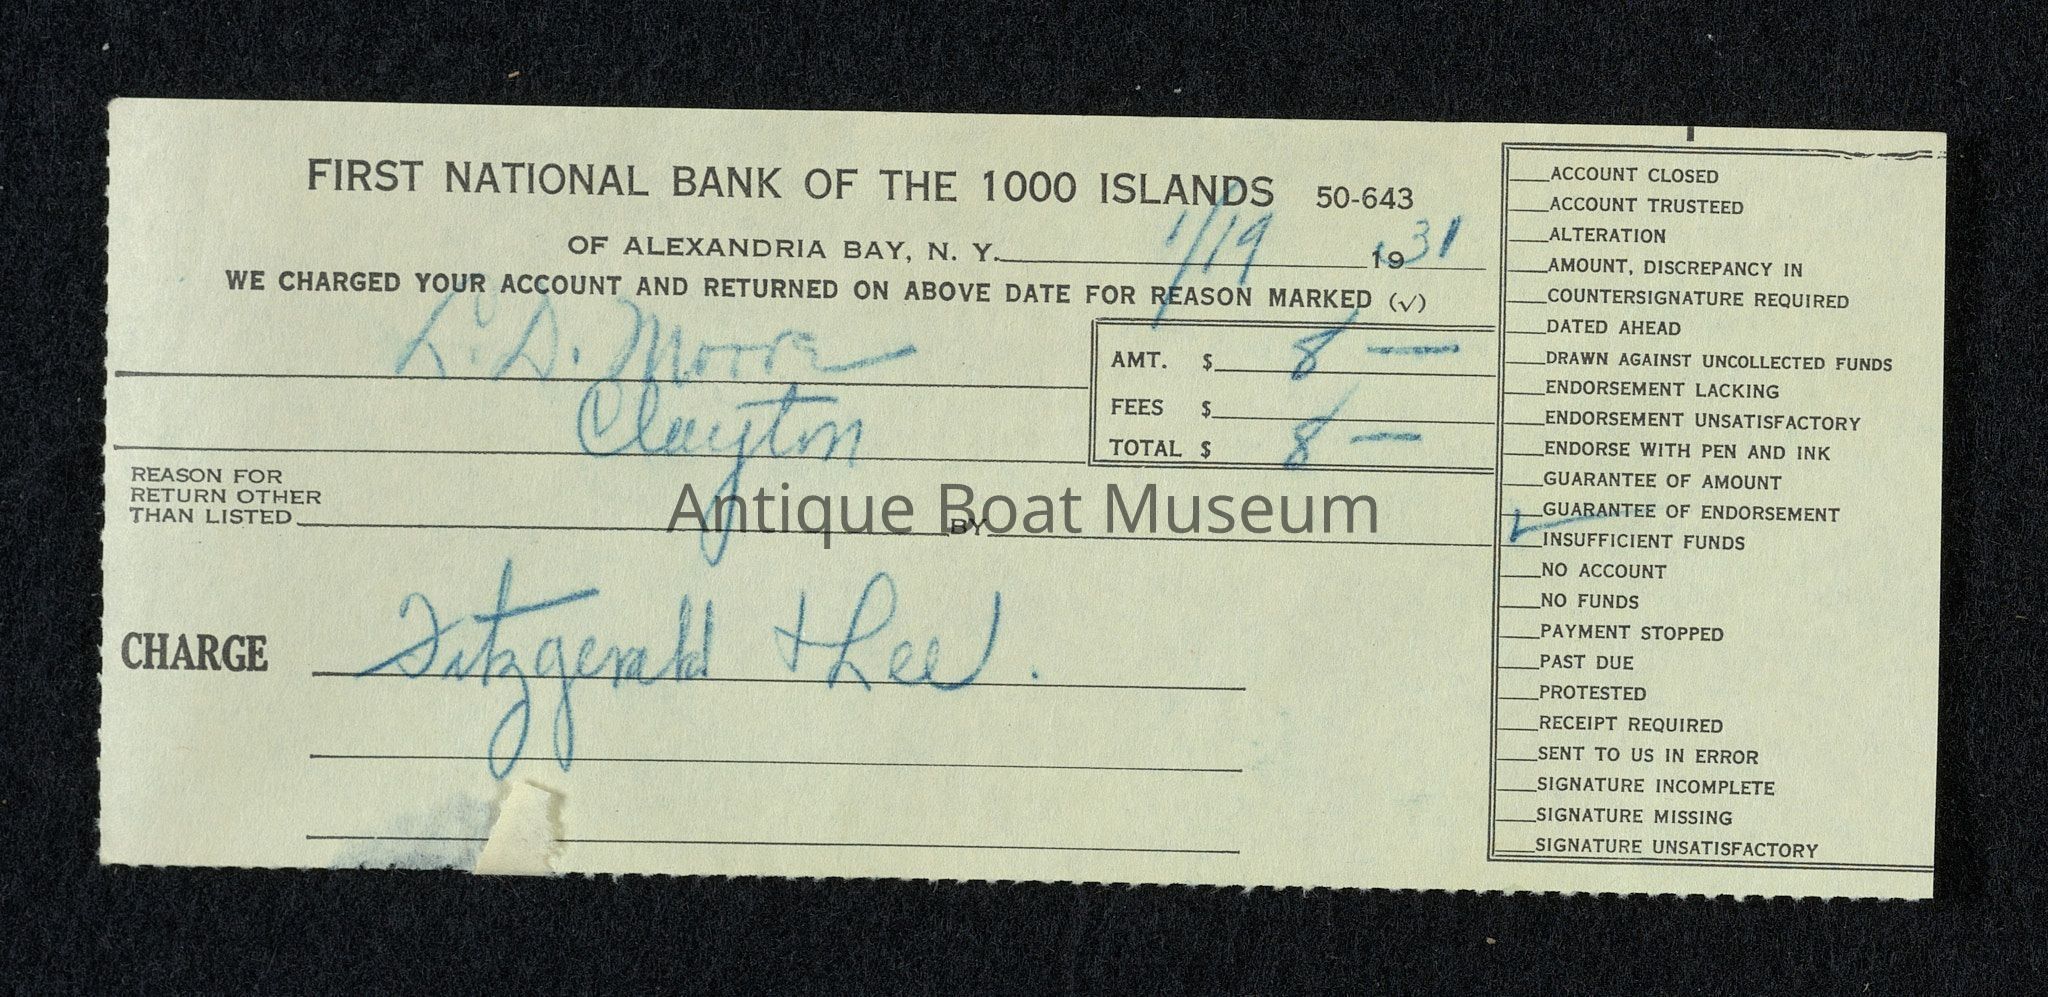 FIRST NATIONAL BANK OF THE 1000 ISLANDS 50-643
OF ALEXANDRIA BAY, N. Y. 1/19 1931
WE CHARGED YOUR ACCOUNT AND RETURNED ON ABOVE DATE FOR REASON MARKED (✓)
L. D. 
Clayton
AMT. $ 8 —
FEES $
TOTAL $ 8 —
REASON FOR
RETURN OTHER
THAN LISTED BY
Antique Boat Museum
CHARGE Fitzgerald + Lee.
ACCOUNT CLOSED
ACCOUNT TRUSTEED
ALTERATION
AMOUNT, DISCREPANCY IN
COUNTERSIGNATURE REQUIRED
DATED AHEAD
DRAWN AGAINST UNCOLLECTED FUNDS
ENDORSEMENT LACKING
ENDORSEMENT UNSATISFACTORY
ENDORSE WITH PEN AND INK
GUARANTEE OF AMOUNT
GUARANTEE OF ENDORSEMENT
✓ INSUFFICIENT FUNDS
NO ACCOUNT
NO FUNDS
PAYMENT STOPPED
PAST DUE
PROTESTED
RECEIPT REQUIRED
SENT TO US IN ERROR
SIGNATURE INCOMPLETE
SIGNATURE MISSING
SIGNATURE UNSATISFACTORY